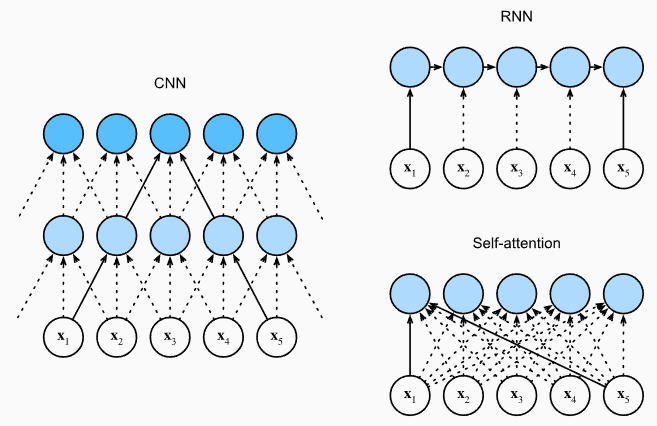 CNN
x1 x2 x3 x4 x5
RNN
x1 x2 x3 x4 x5
Self-attention
x1 x2 x3 x4 x5